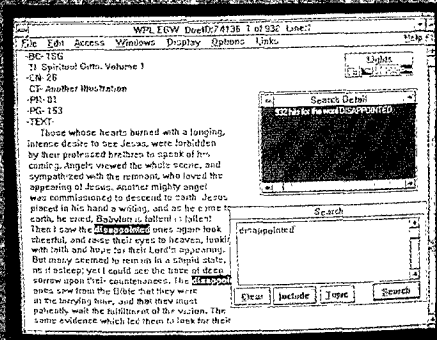 WPL EGW DocID:74136 1 of 932 Line:1
File Edit Access Windows Display Options Links Help
-BC- 1SG
TI Spiritual Gifts. Volume 1
-CN- 26
CT- Another Illustration
-PR- 01
-PG- 153
-TEXT-
Those whose hearts burned with a longing,
intense desire to see Jesus, were forbidden
by their professed brethren to speak of his
coming. Angels viewed the whole scene, and
sympathized with the remnant, who loved the
appearing of Jesus. Another mighty angel
was commissioned to descend to earth. Jesus
placed in his hand a writing, and as he came to
earth, he cried, Babylon is fallen! is fallen!
Then I saw the disappointed ones again look
cheerful, and raise their eyes to heaven, looking
with faith and hope for their Lord's appearing.
But many seemed to remain in a stupid state,
as if asleep; yet I could see the trace of deep
sorrow upon their countenances. The disappoi
ones saw from the Bible that they were
in the tarrying time, and that they must
patiently wait the fulfillment of the vision. The
same evidence which led them to look for their
Lights
Search Detail
932 hits for the word DISAPPOINTED
Search
disappointed
Clear Include Type Search